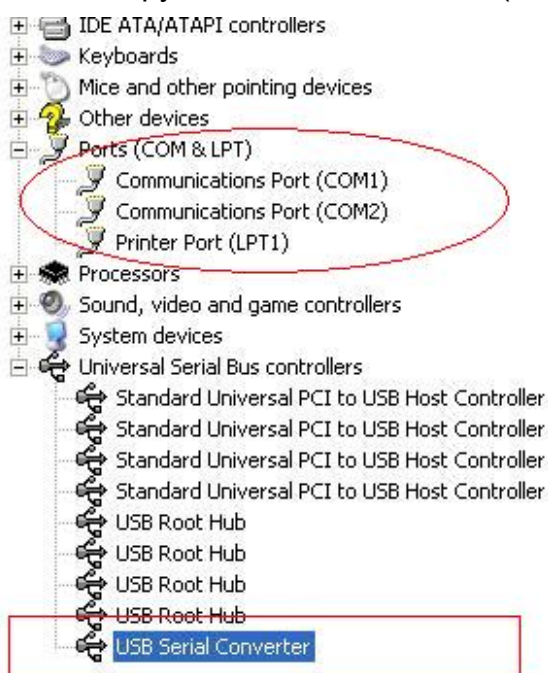 IDE ATA/ATAPI controllers
Keyboards
Mice and other pointing devices
Other devices
Ports (COM & LPT)
Communications Port (COM1)
Communications Port (COM2)
Printer Port (LPT1)
Processors
Sound, video and game controllers
System devices
Universal Serial Bus controllers
Standard Universal PCI to USB Host Controller
Standard Universal PCI to USB Host Controller
Standard Universal PCI to USB Host Controller
Standard Universal PCI to USB Host Controller
USB Root Hub
USB Root Hub
USB Root Hub
USB Root Hub
USB Serial Converter